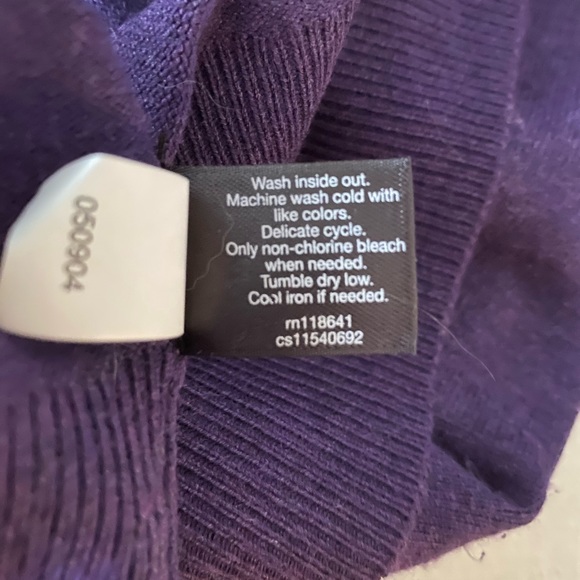 050904
Wash inside out.
Machine wash cold with
like colors.
Delicate cycle.
Only non-chlorine bleach
when needed.
Tumble dry low.
Cool iron if needed.
rn118641
cs11540692